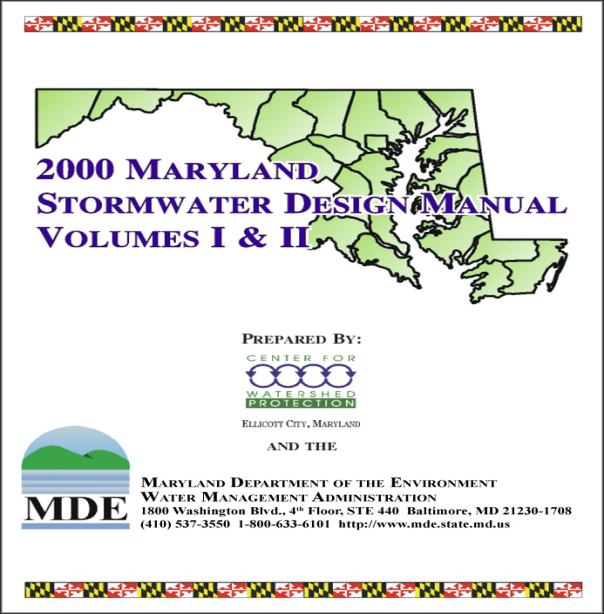 2000 MARYLAND
STORMWATER DESIGN MANUAL
VOLUMES I & II
PREPARED BY:
CENTER FOR
WATERSHED
PROTECTION
ELLICOTT CITY, MARYLAND
AND THE
MDE
MARYLAND DEPARTMENT OF THE ENVIRONMENT
WATER MANAGEMENT ADMINISTRATION
1800 Washington Blvd., 4th Floor, STE 440 Baltimore, MD 21230-1708
(410) 537-3550 1-800-633-6101 http://www.mde.state.md.us